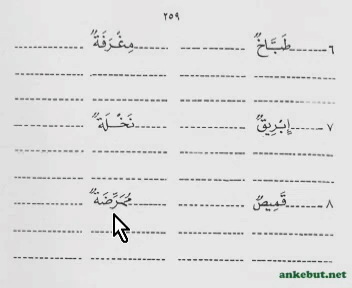 ٢٥٩
٦- طَبَّاخٌ مِغْرَفَةٌ
٧- إِبْرِيقٌ نَخْلَةٌ
٨- قَمِيصٌ مُمَرِّضَةٌ
ankebut.net